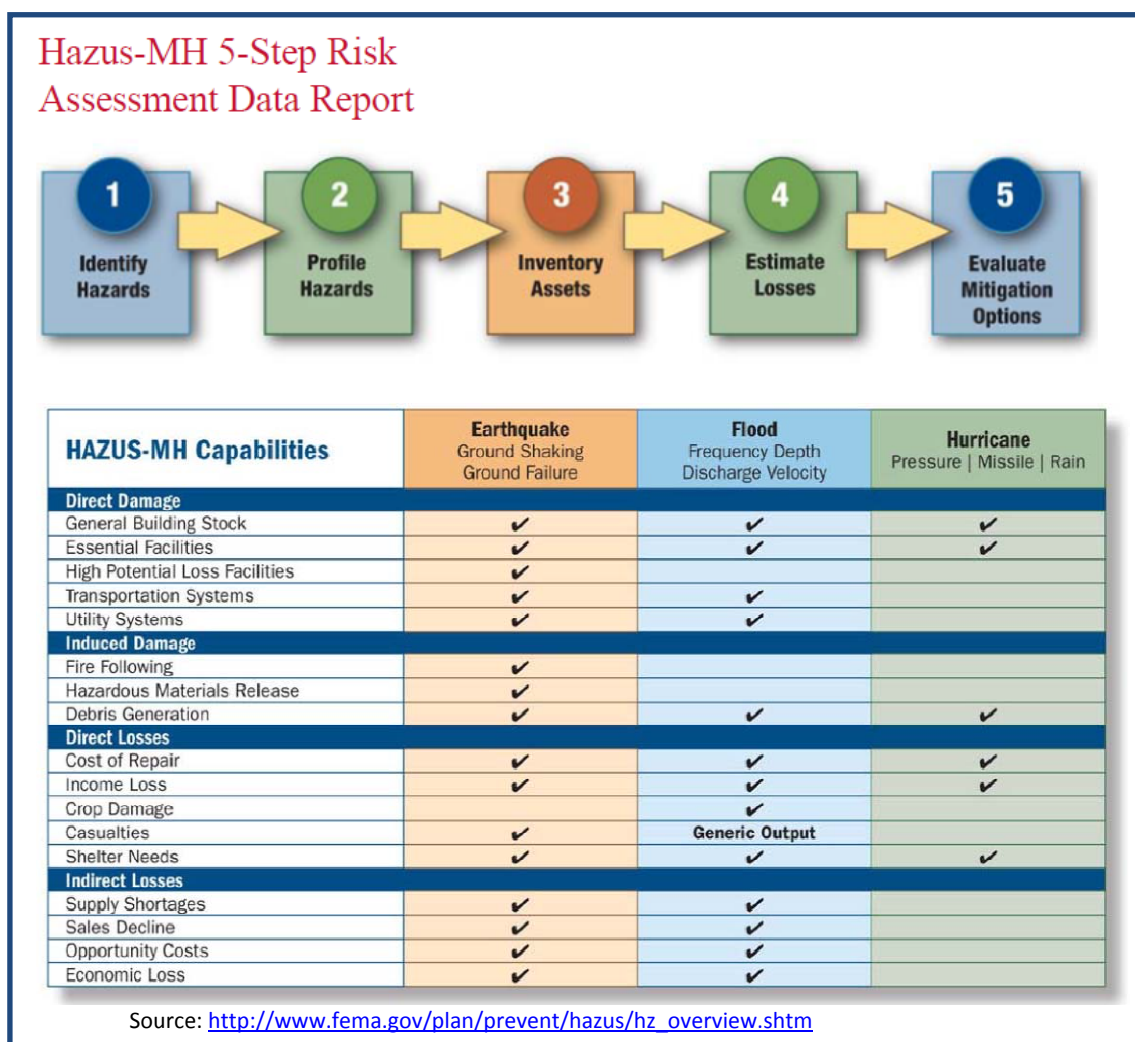 Hazus-MH 5-Step Risk
Assessment Data Report
1
Identify
Hazards
2
Profile
Hazards
3
Inventory
Assets
4
Estimate
Losses
5
Evaluate
Mitigation
Options
HAZUS-MH Capabilities
Earthquake
Ground Shaking
Ground Failure
Flood
Frequency Depth
Discharge Velocity
Hurricane
Pressure | Missile | Rain
Direct Damage
General Building Stock ✔ ✔ ✔
Essential Facilities ✔ ✔ ✔
High Potential Loss Facilities ✔
Transportation Systems ✔ ✔
Utility Systems ✔ ✔
Induced Damage
Fire Following ✔
Hazardous Materials Release ✔
Debris Generation ✔ ✔ ✔
Direct Losses
Cost of Repair ✔ ✔ ✔
Income Loss ✔ ✔ ✔
Crop Damage ✔
Casualties ✔ Generic Output
Shelter Needs ✔ ✔ ✔
Indirect Losses
Supply Shortages ✔ ✔
Sales Decline ✔ ✔
Opportunity Costs ✔ ✔
Economic Loss ✔ ✔
Source: http://www.fema.gov/plan/prevent/hazus/hz_overview.shtm